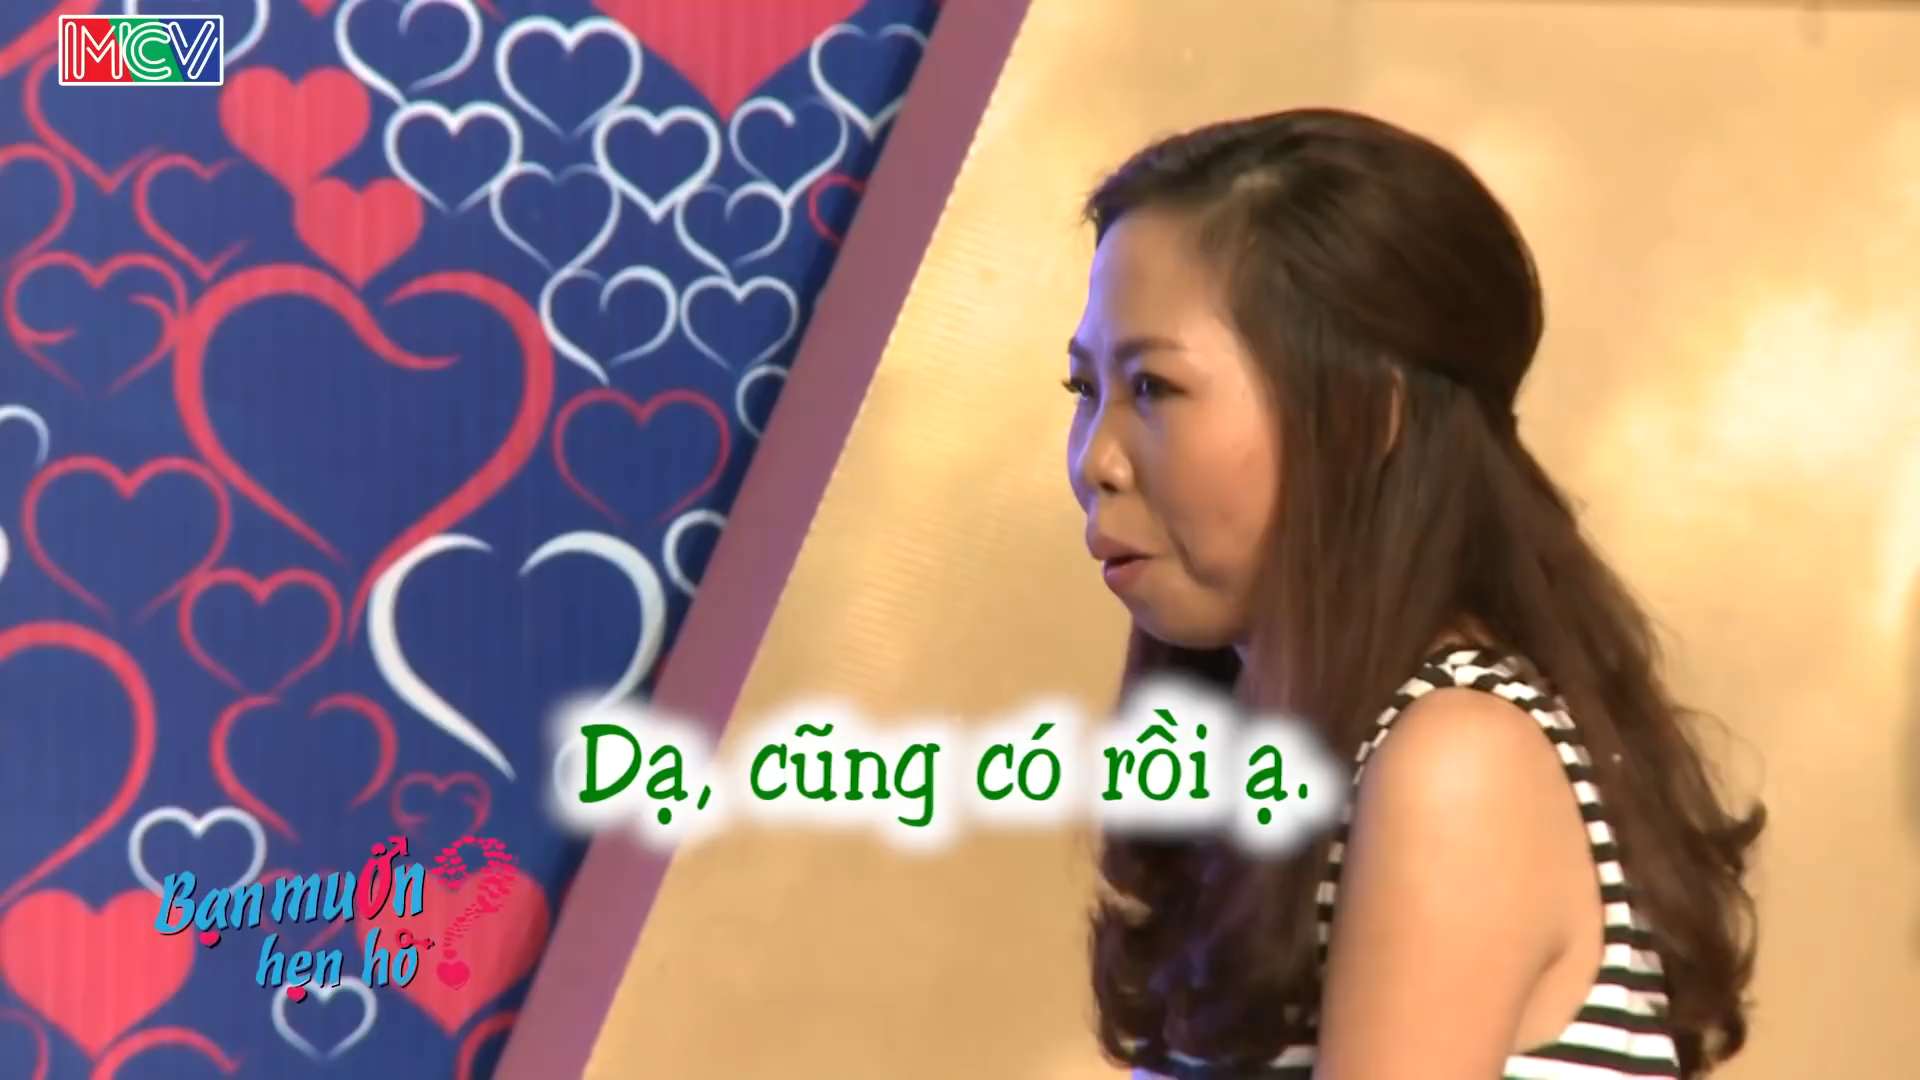 MCV
Dạ, cũng có rồi ạ.
Bạn muốn
hẹn hò?